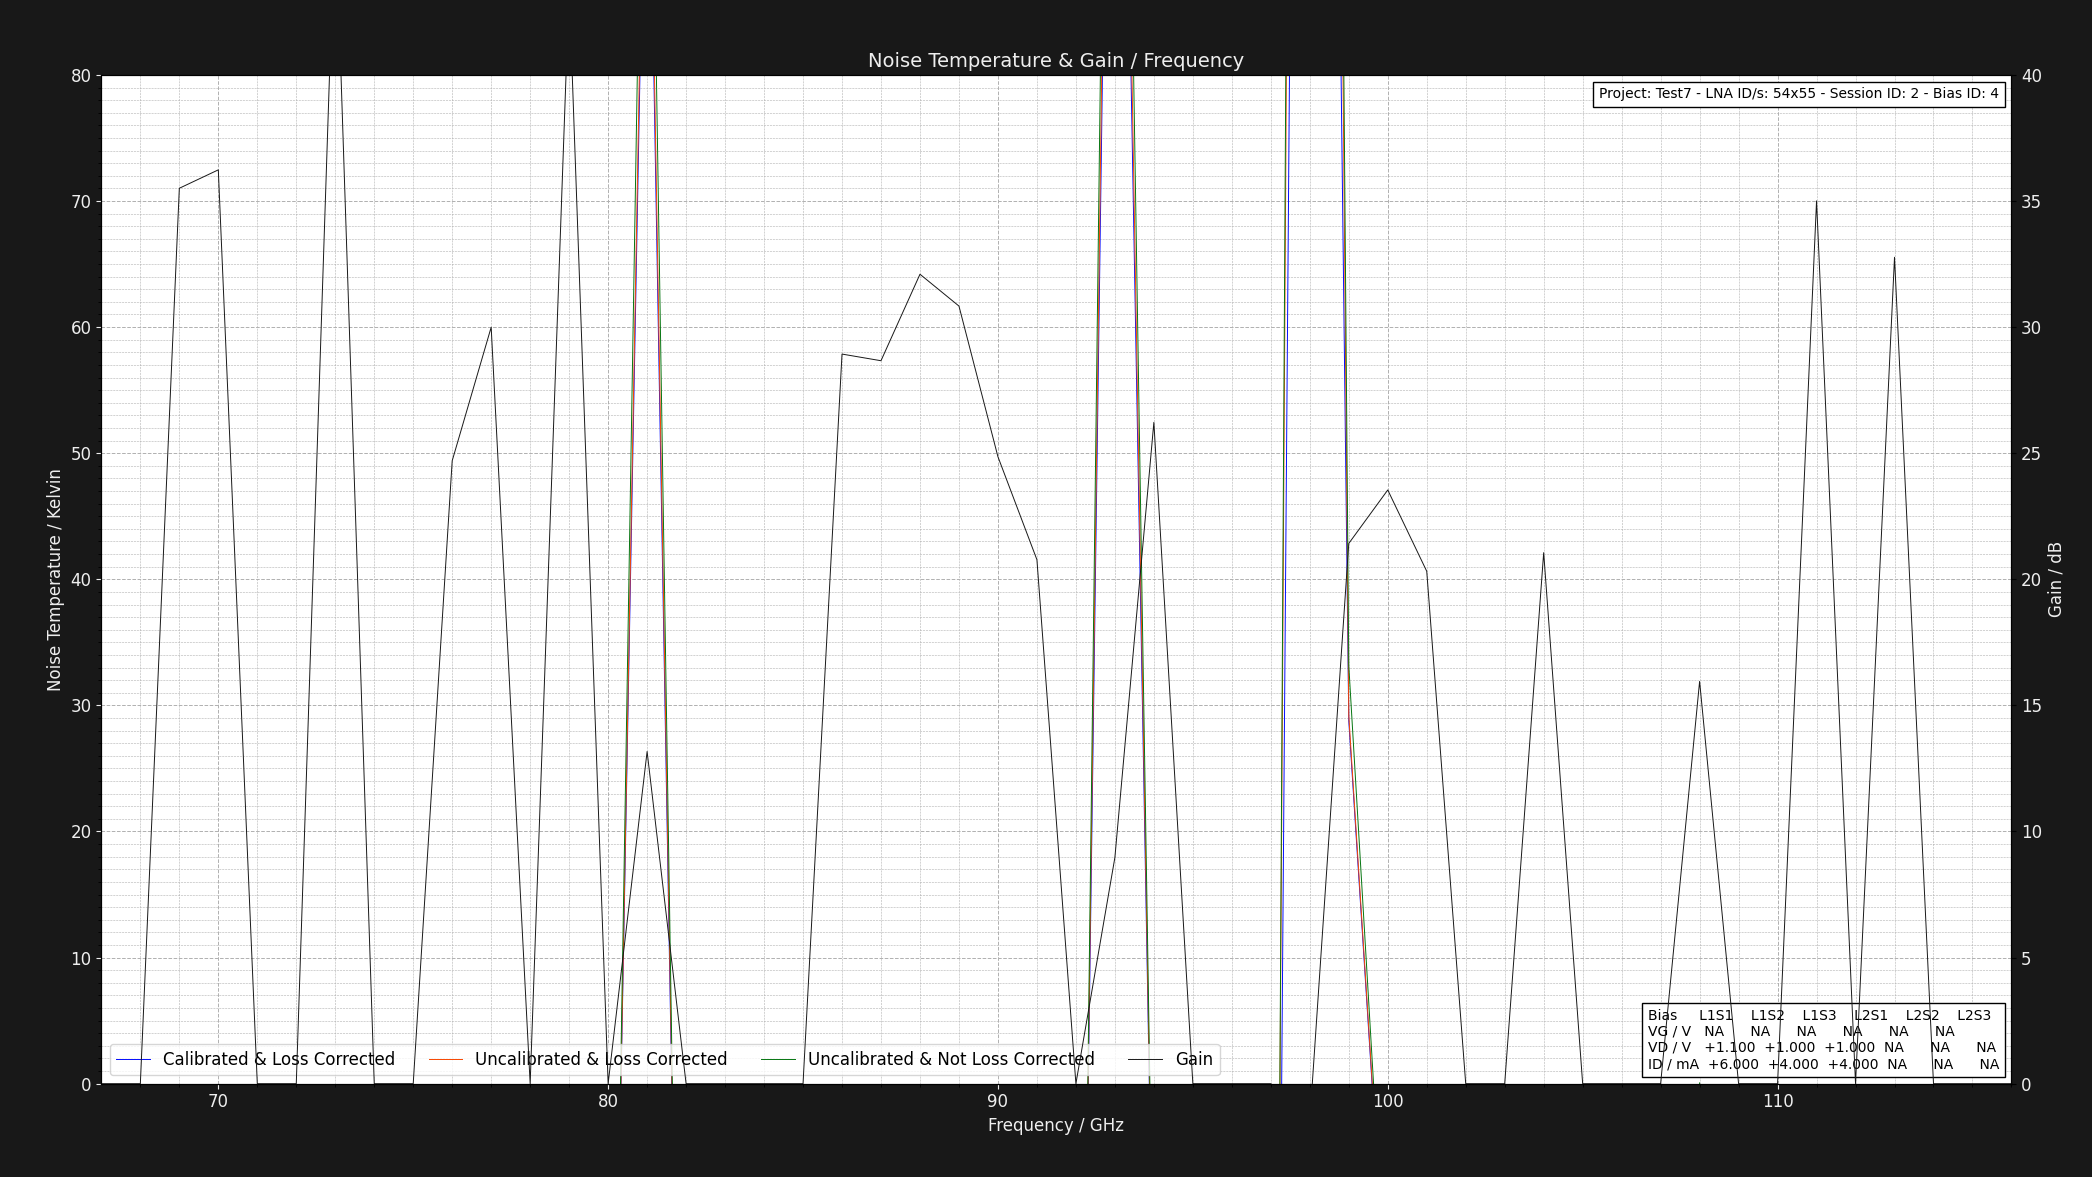 Noise Temperature & Gain / Frequency
Project: Test7 - LNA ID/s: 54x55 - Session ID: 2 - Bias ID: 4
80
70
60
50
40
30
20
10
0
Noise Temperature / Kelvin
40
35
30
25
20
15
10
5
0
Gain / dB
Bias L1S1 L1S2 L1S3 L2S1 L2S2 L2S3
VG / V NA NA NA NA NA NA
VD / V +1.100 +1.000 +1.000 NA NA NA
ID / mA +6.000 +4.000 +4.000 NA NA NA
Calibrated & Loss Corrected Uncalibrated & Loss Corrected Uncalibrated & Not Loss Corrected Gain
70 80 90 100 110
Frequency / GHz